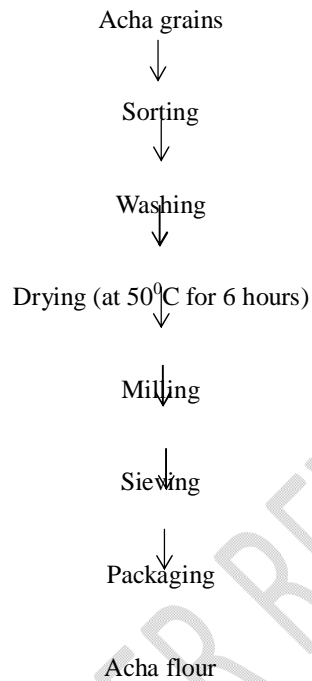 Acha grains
Sorting
Washing
Drying (at 50⁰C for 6 hours)
Milling
Sieving
Packaging
Acha flour